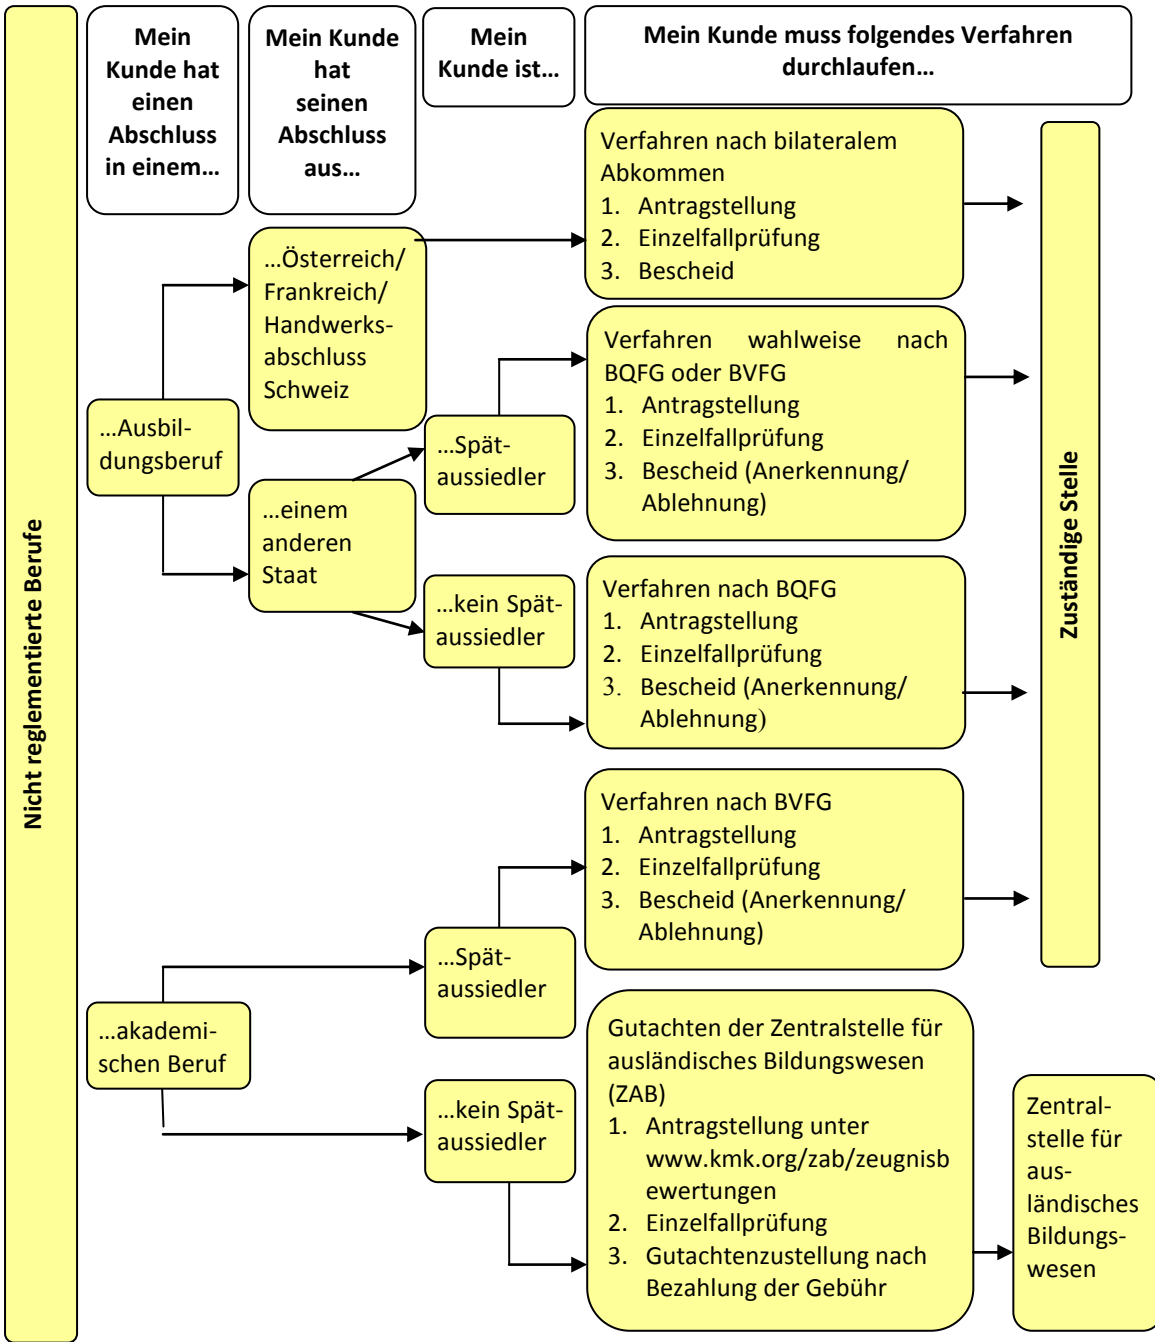 Nicht reglementierte Berufe
Mein
Kunde hat
einen
Abschluss
in einem…
Mein Kunde
hat
seinen
Abschluss
aus…
Mein
Kunde ist…
Mein Kunde muss folgendes Verfahren
durchlaufen…
…Ausbil-
dungsberuf
…Österreich/
Frankreich/
Handwerks-
abschluss
Schweiz
Verfahren nach bilateralem
Abkommen
1. Antragstellung
2. Einzelfallprüfung
3. Bescheid
…einem
anderen
Staat
…Spät-
aussiedler
Verfahren wahlweise nach
BQFG oder BVFG
1. Antragstellung
2. Einzelfallprüfung
3. Bescheid (Anerkennung/
Ablehnung)
…kein Spät-
aussiedler
Verfahren nach BQFG
1. Antragstellung
2. Einzelfallprüfung
3. Bescheid (Anerkennung/
Ablehnung)
…akademi-
schen Beruf
…Spät-
aussiedler
Verfahren nach BVFG
1. Antragstellung
2. Einzelfallprüfung
3. Bescheid (Anerkennung/
Ablehnung)
Zuständige Stelle
…kein Spät-
aussiedler
Gutachten der Zentralstelle für
ausländisches Bildungswesen
(ZAB)
1. Antragstellung unter
www.kmk.org/zab/zeugnisb
ewertungen
2. Einzelfallprüfung
3. Gutachtenzustellung nach
Bezahlung der Gebühr
Zentral-
stelle für
aus-
ländisches
Bildungs-
wesen